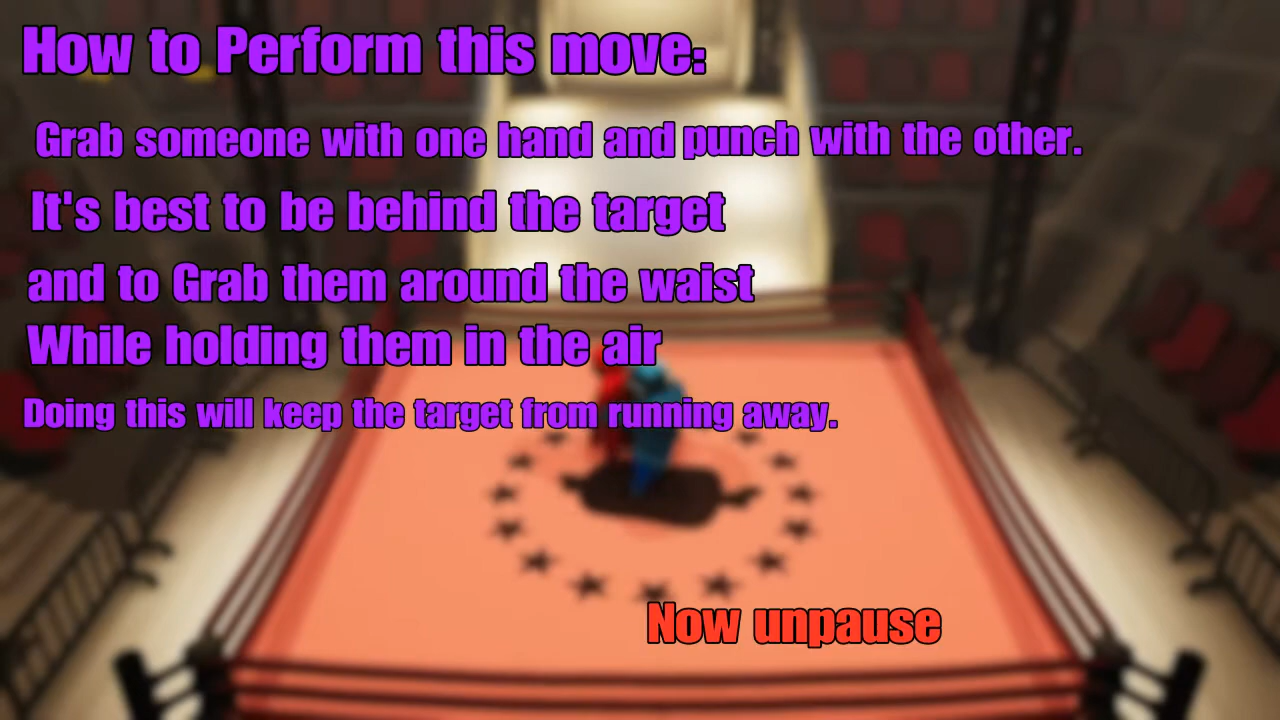 How to Perform this move:
Grab someone with one hand and punch with the other.
It's best to be behind the target
and to Grab them around the waist
While holding them in the air
Doing this will keep the target from running away.
Now unpause